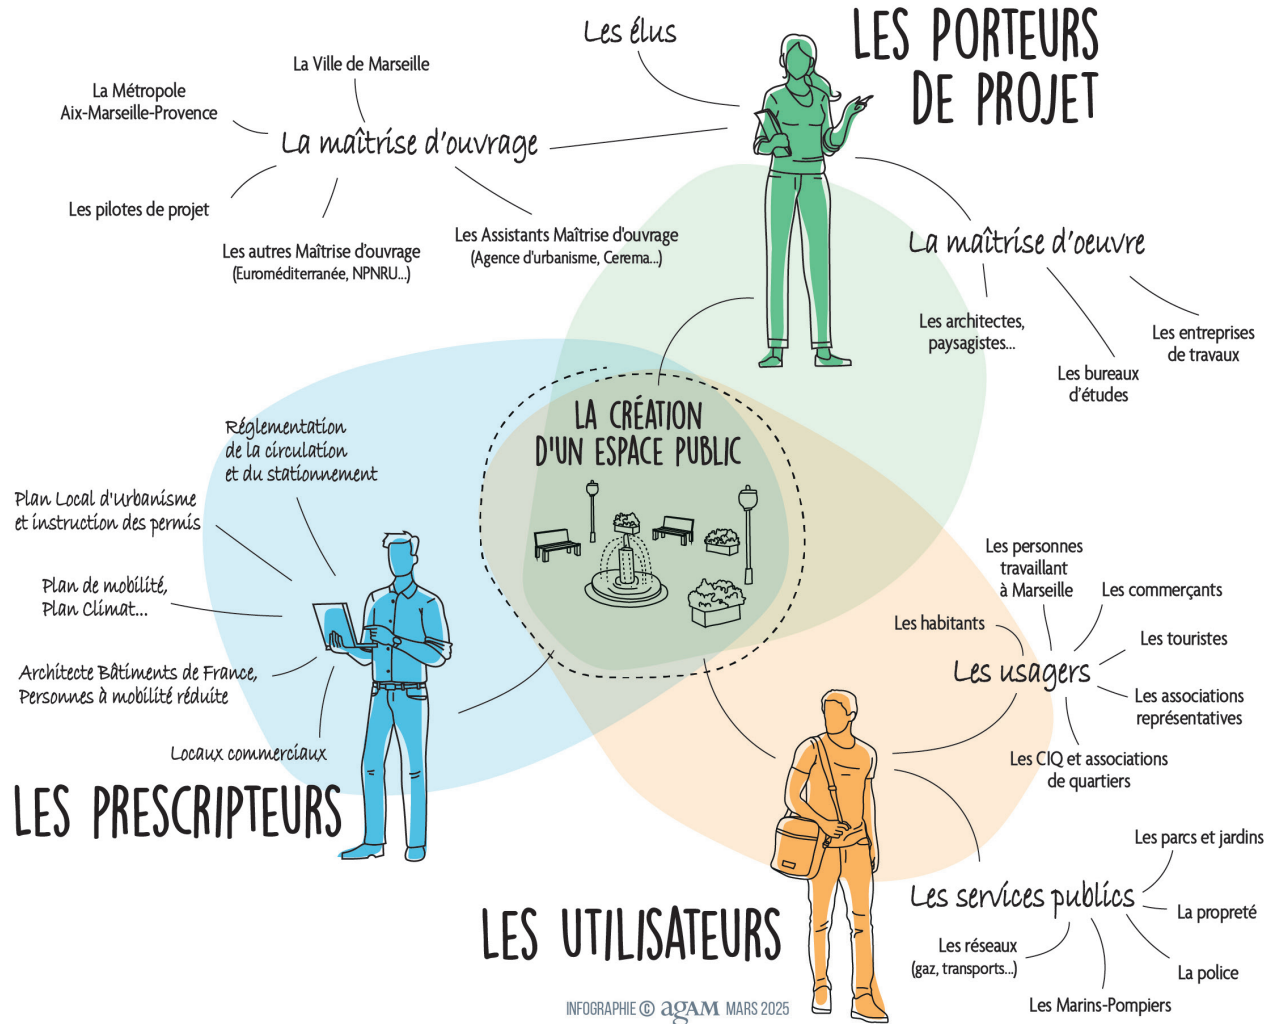 LES PORTEURS
DE PROJET
Les élus
La maîtrise d'ouvrage
La Ville de Marseille
La Métropole
Aix-Marseille-Provence
Les pilotes de projet
Les autres Maîtrise d'ouvrage
(Euroméditerranée, NPNRU...)
Les Assistants Maîtrise d'ouvrage
(Agence d'urbanisme, Cerema...)
La maîtrise d'oeuvre
Les architectes,
paysagistes...
Les bureaux
d'études
Les entreprises
de travaux
LA CRÉATION
D'UN ESPACE PUBLIC
Réglementation
de la circulation
et du stationnement
Plan Local d'Urbanisme
et instruction des permis
Plan de mobilité,
Plan Climat...
Architecte Bâtiments de France,
Personnes à mobilité réduite
Locaux commerciaux
LES PRESCRIPTEURS
Les personnes
travaillant
à Marseille
Les commerçants
Les habitants
Les touristes
Les usagers
Les associations
représentatives
Les CIQ et associations
de quartiers
Les parcs et jardins
Les services publics
La propreté
Les réseaux
(gaz, transports...)
La police
Les Marins-Pompiers
LES UTILISATEURS
INFOGRAPHIE © agAM MARS 2025